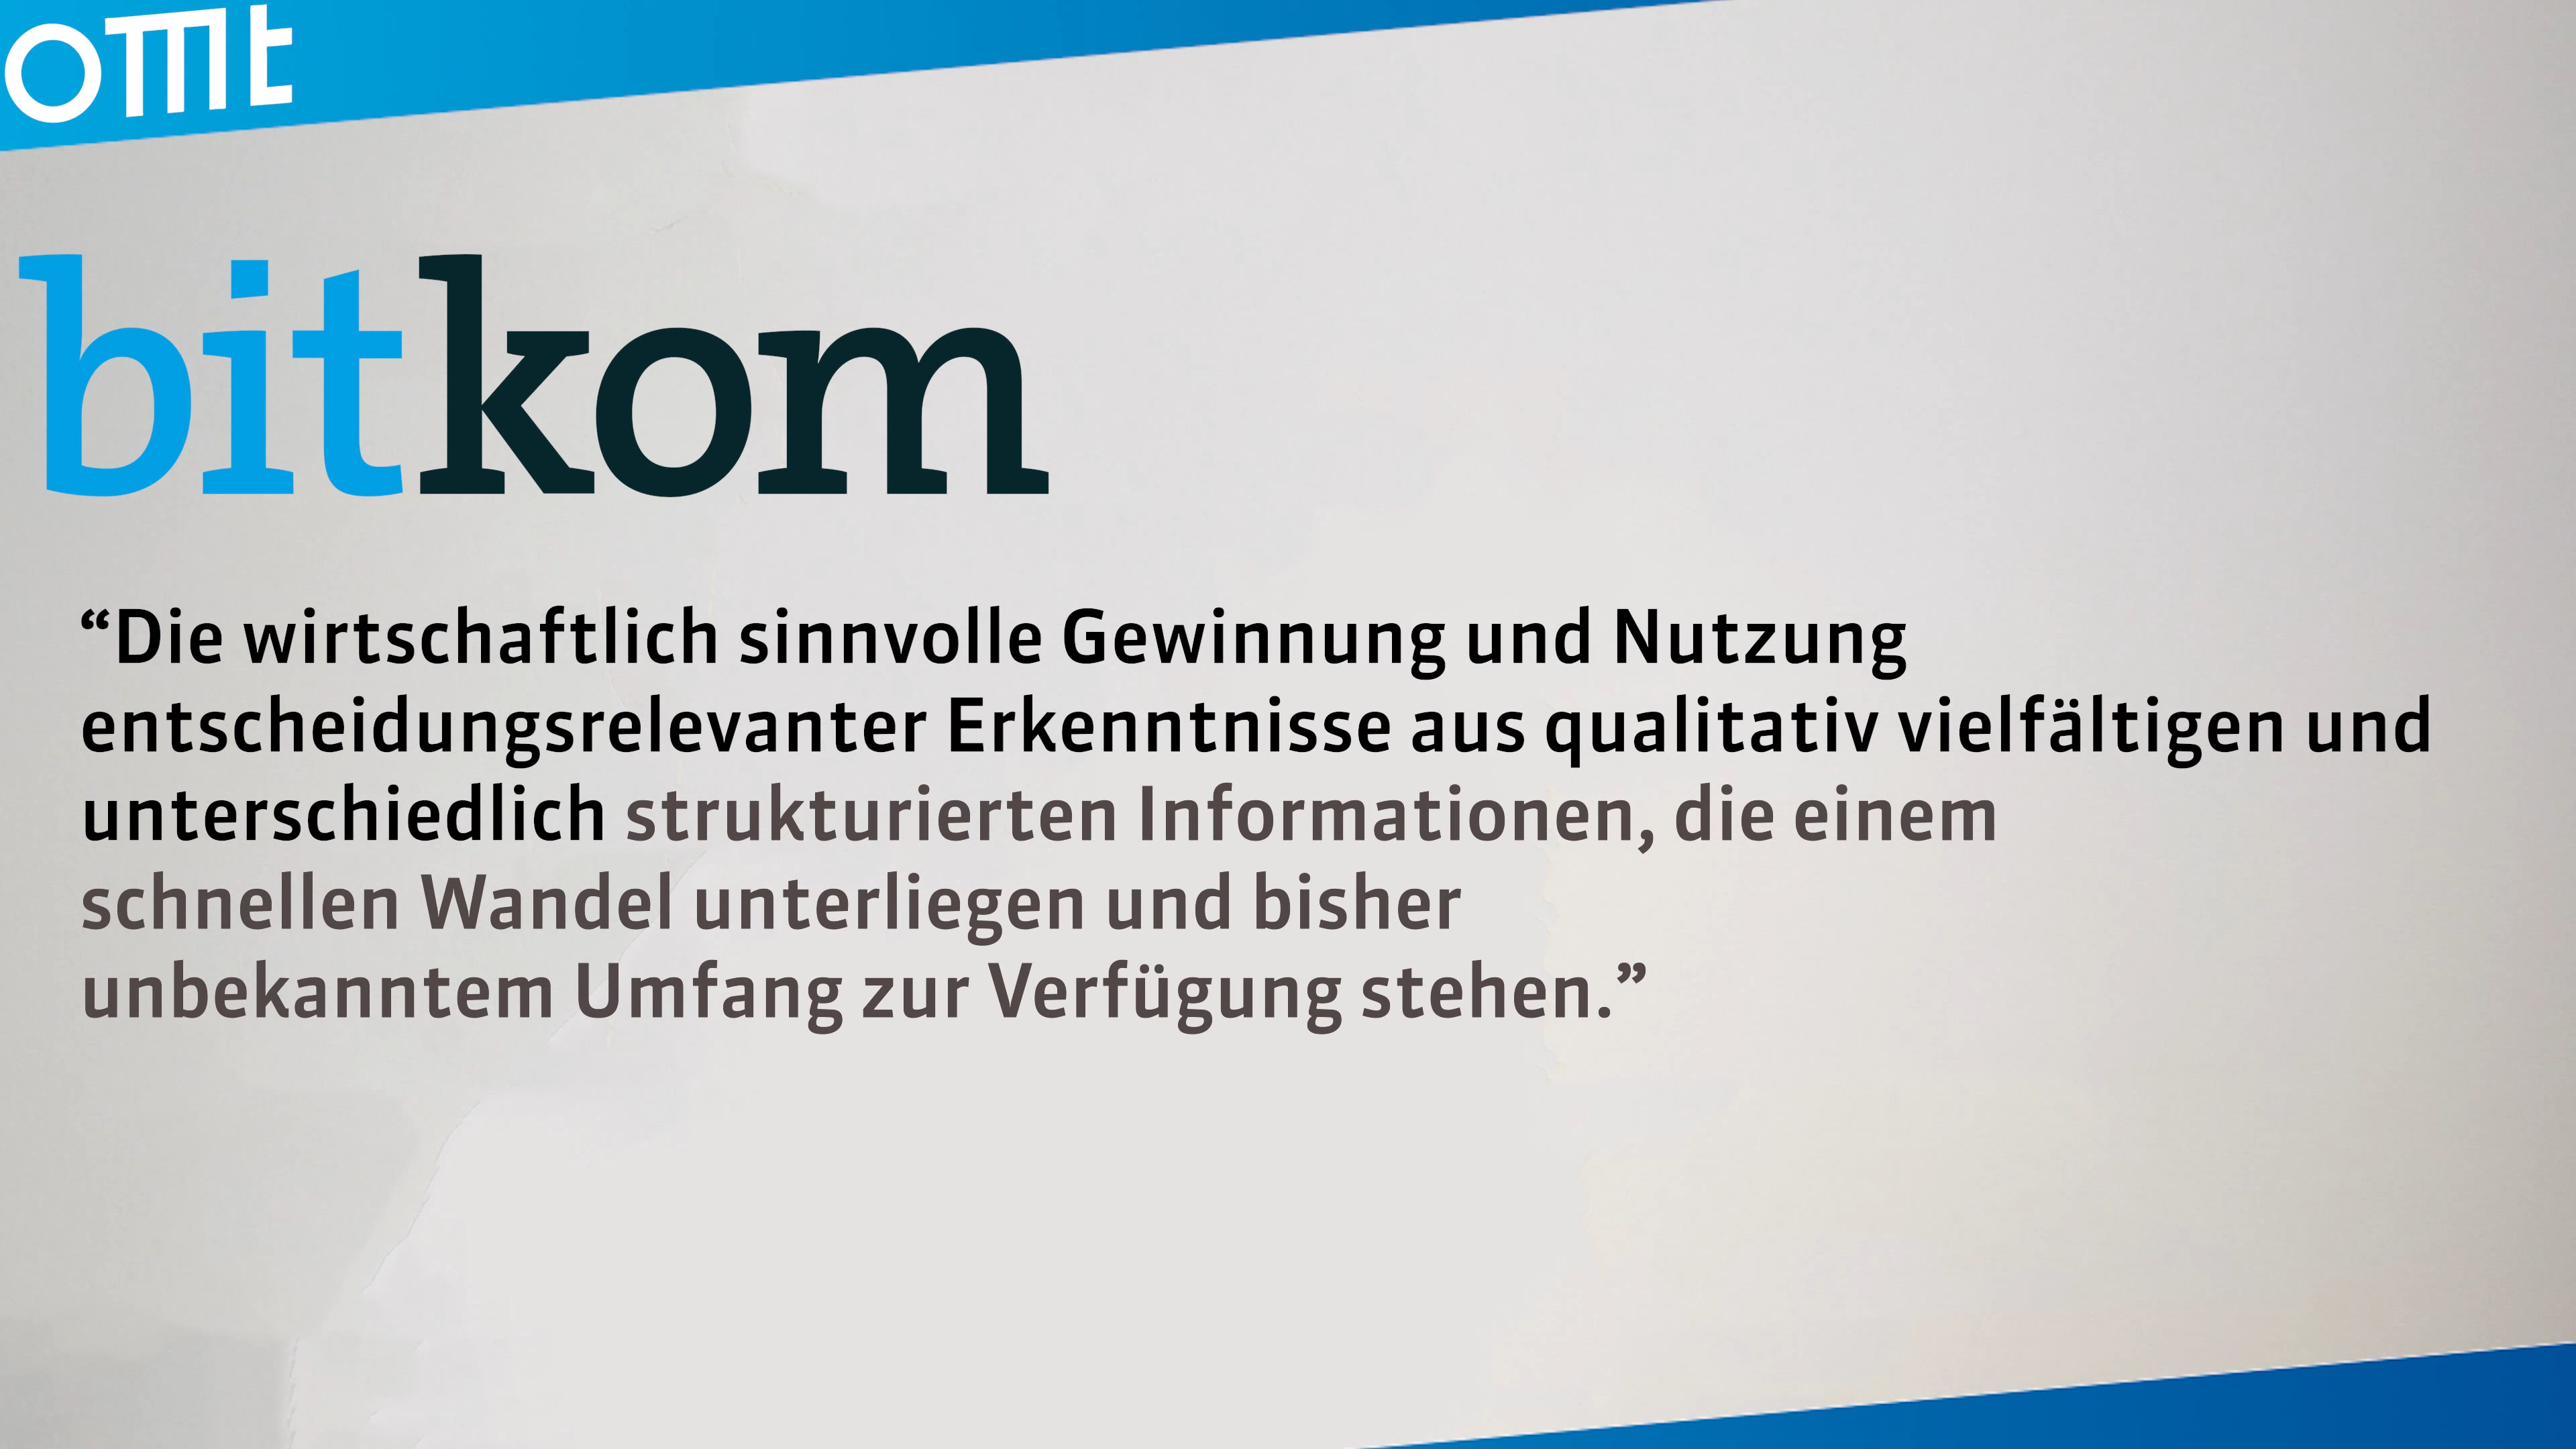 omt
bitkom
“Die wirtschaftlich sinnvolle Gewinnung und Nutzung
entscheidungsrelevanter Erkenntnisse aus qualitativ vielfältigen und
unterschiedlich strukturierten Informationen, die einem
schnellen Wandel unterliegen und bisher
unbekanntem Umfang zur Verfügung stehen.”